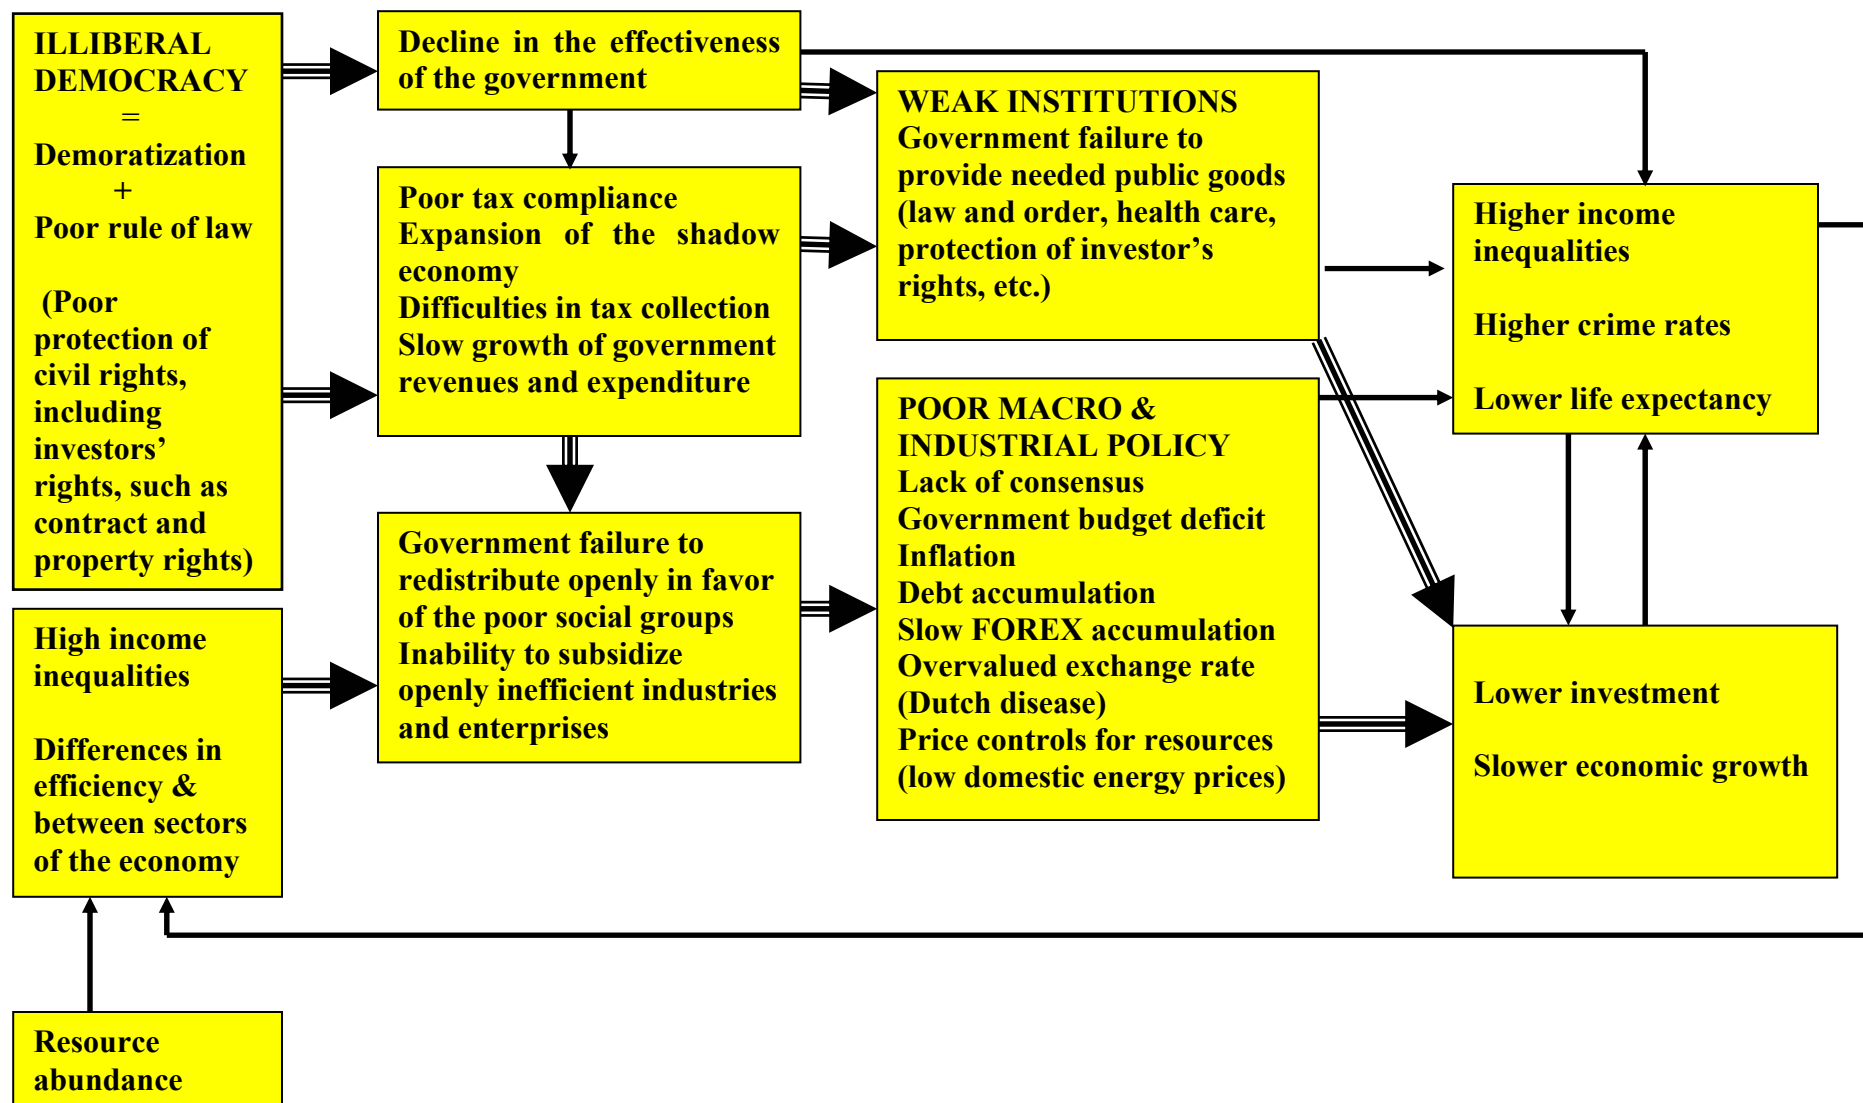 ILLIBERAL
DEMOCRACY
=
Demoratization
+
Poor rule of law
(Poor
protection of
civil rights,
including
investors’
rights, such as
contract and
property rights)
High income
inequalities
Differences in
efficiency &
between sectors
of the economy
Resource
abundance
Decline in the effectiveness
of the government
Poor tax compliance
Expansion of the shadow
economy
Difficulties in tax collection
Slow growth of government
revenues and expenditure
Government failure to
redistribute openly in favor
of the poor social groups
Inability to subsidize
openly inefficient industries
and enterprises
WEAK INSTITUTIONS
Government failure to
provide needed public goods
(law and order, health care,
protection of investor’s
rights, etc.)
POOR MACRO &
INDUSTRIAL POLICY
Lack of consensus
Government budget deficit
Inflation
Debt accumulation
Slow FOREX accumulation
Overvalued exchange rate
(Dutch disease)
Price controls for resources
(low domestic energy prices)
Higher income
inequalities
Higher crime rates
Lower life expectancy
Lower investment
Slower economic growth